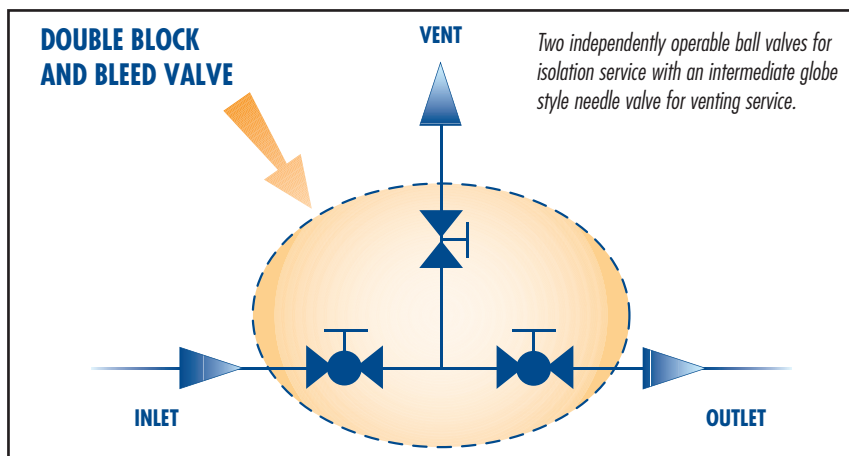 DOUBLE BLOCK
AND BLEED VALVE
VENT
Two independently operable ball valves for
isolation service with an intermediate globe
style needle valve for venting service.
INLET
OUTLET